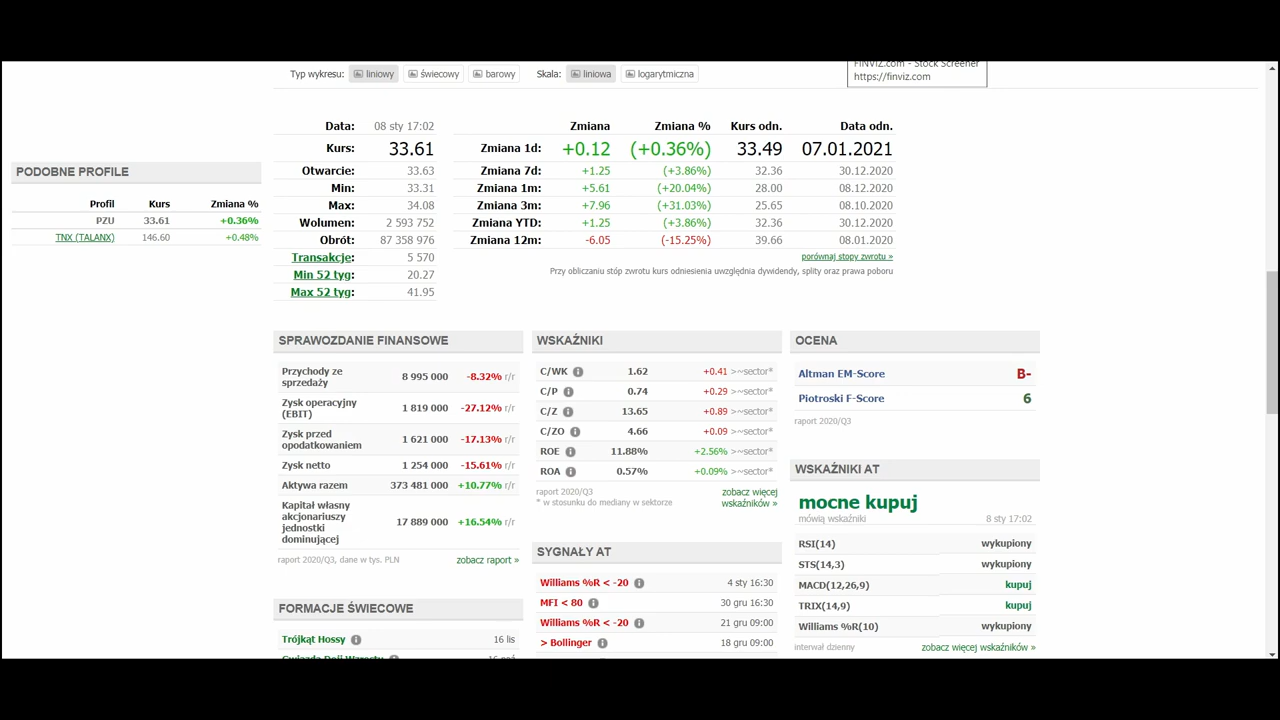 Typ wykresu: liniowy świecowy barowy Skala: liniowa logarytmiczna
FINVIZ.com - Stock Screener
https://finviz.com
PODOBNE PROFILE
Profil Kurs Zmiana %
PZU 33.61 +0.36%
TNX (TALANX) 146.60 +0.48%
Data: 08 sty 17:02
Kurs: 33.61
Otwarcie: 33.63
Min: 33.31
Max: 34.08
Wolumen: 2 593 752
Obrót: 87 358 976
Transakcje: 5 570
Min 52 tyg: 20.27
Max 52 tyg: 41.95
Zmiana Zmiana % Kurs odn. Data odn.
Zmiana 1d: +0.12 (+0.36%) 33.49 07.01.2021
Zmiana 7d: +1.25 (+3.86%) 32.36 30.12.2020
Zmiana 1m: +5.61 (+20.04%) 28.00 08.12.2020
Zmiana 3m: +7.96 (+31.03%) 25.65 08.10.2020
Zmiana YTD: +1.25 (+3.86%) 32.36 30.12.2020
Zmiana 12m: -6.05 (-15.25%) 39.66 08.01.2020
porównaj stopy zwrotu »
Przy obliczaniu stóp zwrotu kurs odniesienia uwzględnia dywidendy, splity oraz prawa poboru
SPRAWOZDANIE FINANSOWE
Przychody ze
sprzedaży 8 995 000 -8.32% r/r
Zysk operacyjny
(EBIT) 1 819 000 -27.12% r/r
Zysk przed
opodatkowaniem 1 621 000 -17.13% r/r
Zysk netto 1 254 000 -15.61% r/r
Aktywa razem 373 481 000 +10.77% r/r
Kapitał własny
akcjonariuszy
jednostki
dominującej 17 889 000 +16.54% r/r
raport 2020/Q3, dane w tys. PLN zobacz raport »
FORMACJE ŚWIECOWE
Trójkąt Hossy 16 lis
WSKAŹNIKI
C/WK 1.62 +0.41 >~sector*
C/P 0.74 +0.29 >~sector*
C/Z 13.65 +0.89 >~sector*
C/ZO 4.66 +0.09 >~sector*
ROE 11.88% +2.56% >~sector*
ROA 0.57% +0.09% >~sector*
raport 2020/Q3
* w stosunku do mediany w sektorze
zobacz więcej
wskaźników »
SYGNAŁY AT
Williams %R < -20 4 sty 16:30
MFI < 80 30 gru 16:30
Williams %R < -20 21 gru 09:00
> Bollinger 18 gru 09:00
OCENA
Altman EM-Score B-
Piotroski F-Score 6
raport 2020/Q3
WSKAŹNIKI AT
mocne kupuj
mówią wskaźniki 8 sty 17:02
RSI(14) wykupiony
STS(14,3) wykupiony
MACD(12,26,9) kupuj
TRIX(14,9) kupuj
Williams %R(10) wykupiony
interwał dzienny zobacz więcej wskaźników »